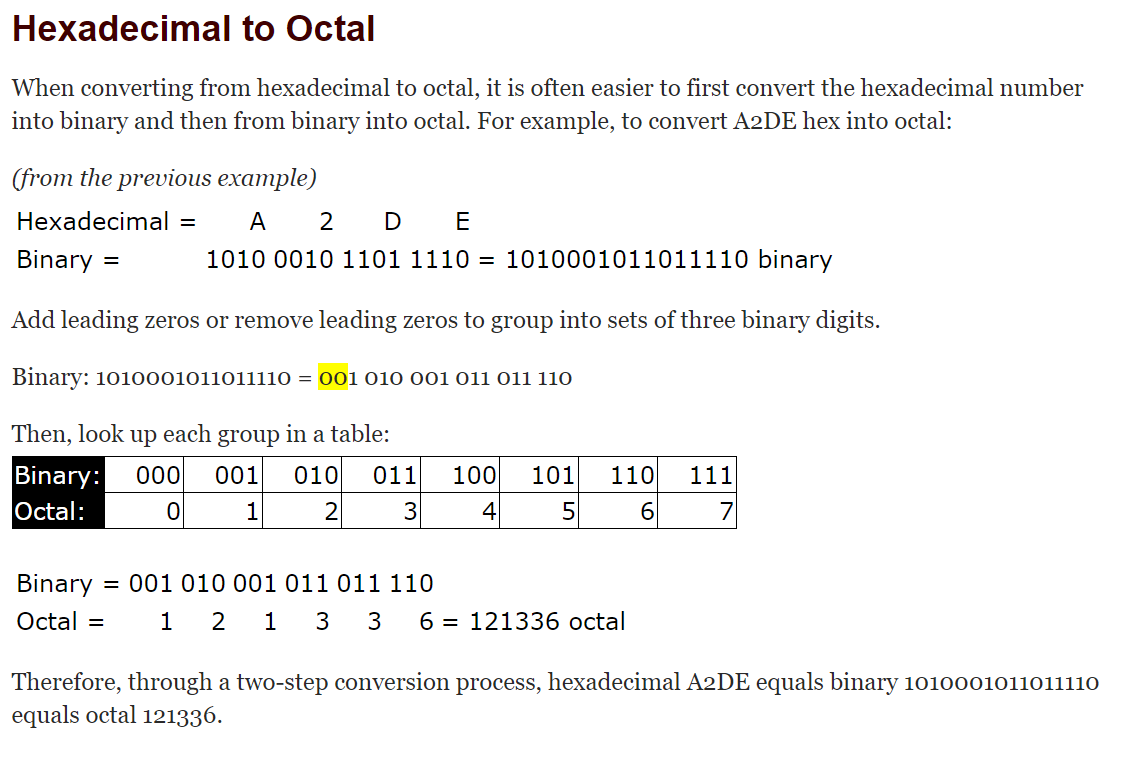 Hexadecimal to Octal
When converting from hexadecimal to octal, it is often easier to first convert the hexadecimal number
into binary and then from binary into octal. For example, to convert A2DE hex into octal:
(from the previous example)
Hexadecimal = A 2 D E
Binary = 1010 0010 1101 1110 = 1010001011011110 binary
Add leading zeros or remove leading zeros to group into sets of three binary digits.
Binary: 1010001011011110 = 001 010 001 011 011 110
Then, look up each group in a table:
Binary: 000 001 010 011 100 101 110 111
Octal: 0 1 2 3 4 5 6 7
Binary = 001 010 001 011 011 110
Octal = 1 2 1 3 3 6 = 121336 octal
Therefore, through a two-step conversion process, hexadecimal A2DE equals binary 1010001011011110
equals octal 121336.